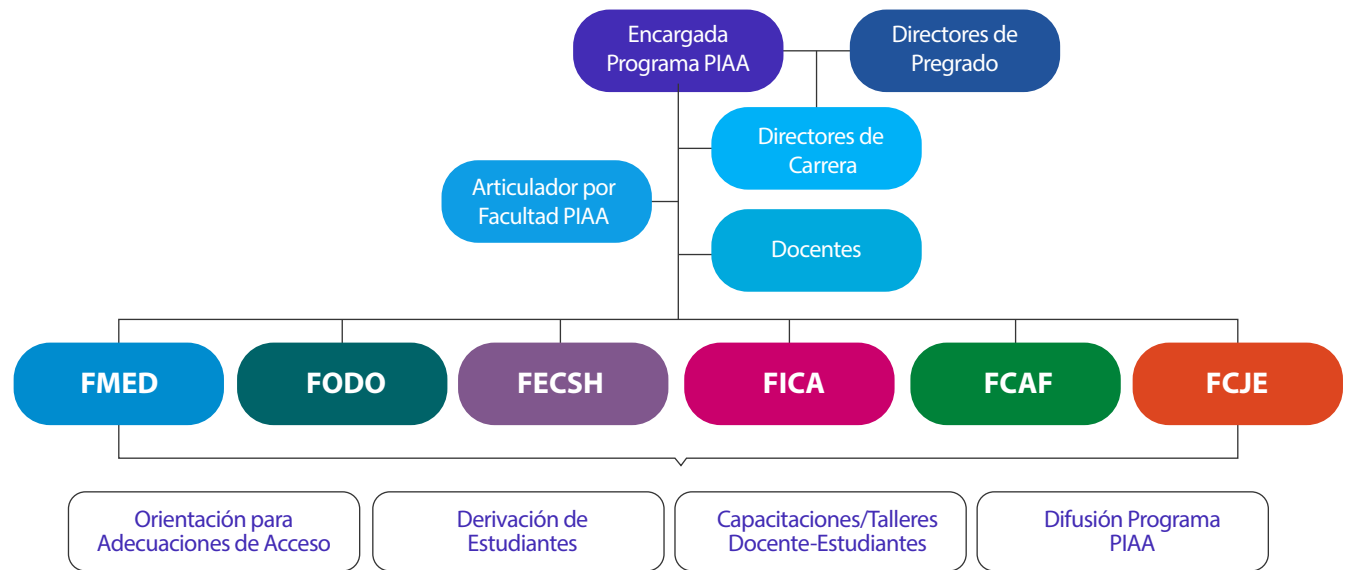 Encargada
Programa PIAA
Directores de
Pregrado
Directores de
Carrera
Articulador por
Facultad PIAA
Docentes
FMED
FODO
FECSH
FICA
FCAF
FCJE
Orientación para
Adecuaciones de Acceso
Derivación de
Estudiantes
Capacitaciones/Talleres
Docente-Estudiantes
Difusión Programa
PIAA